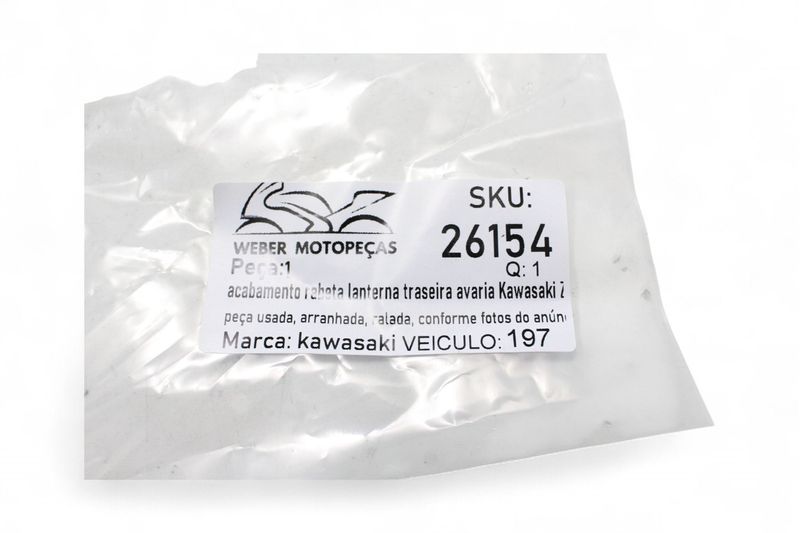 SKU:
WEBER MOTOPEÇAS
26154
Peça:1
Q: 1
acabamento rabeta lanterna traseira avaria Kawasaki Z
peça usada, arranhada, ralada, conforme fotos do anún
Marca: kawasaki VEICULO: 197